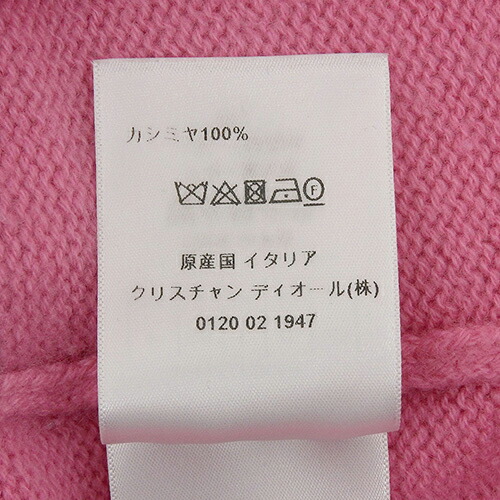 カシミヤ100%
F
原産国 イタリア
クリスチャン ディオール(株)
0120 02 1947